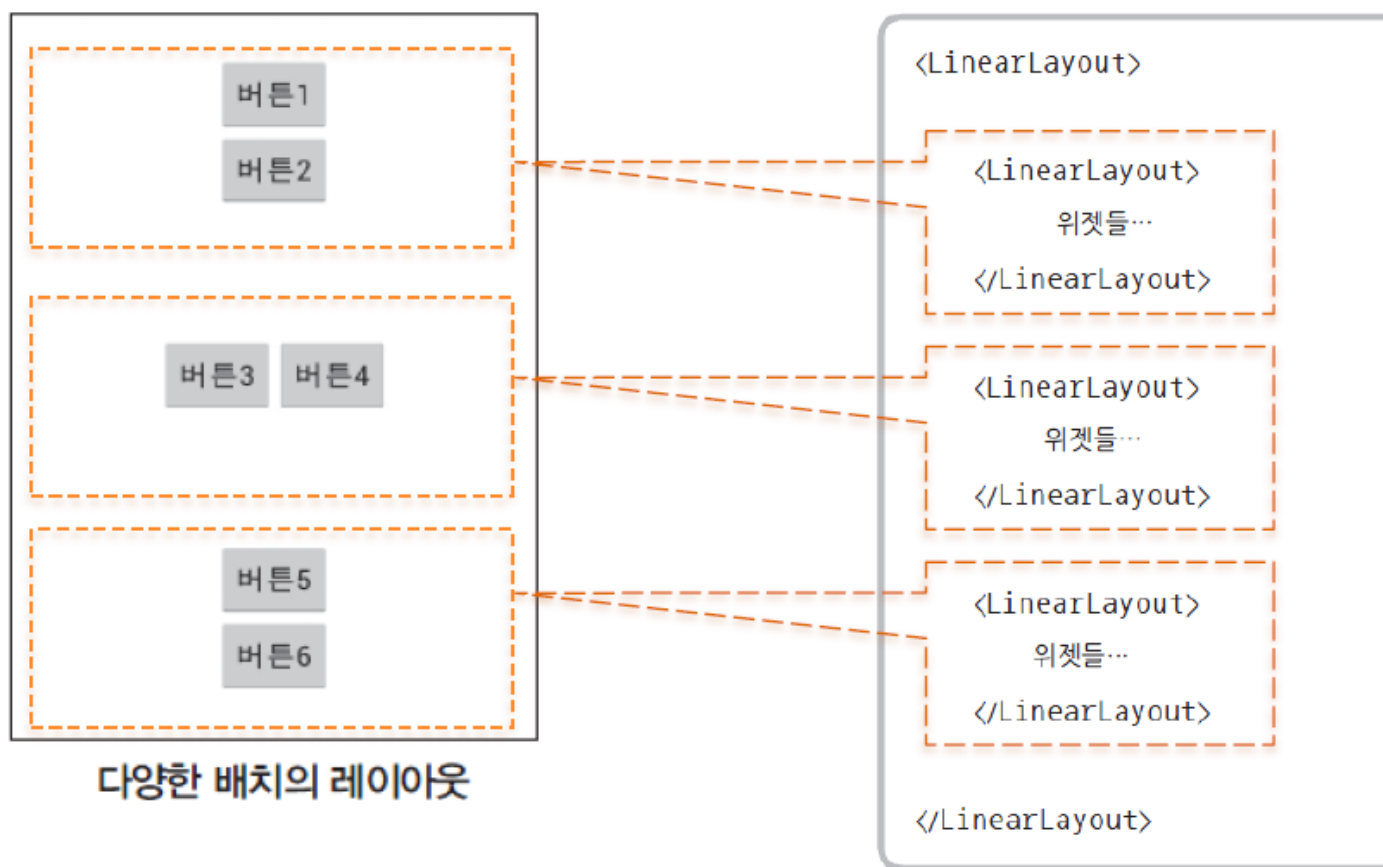 버튼1
버튼2
버튼3 버튼4
버튼5
버튼6
다양한 배치의 레이아웃
<LinearLayout>
<LinearLayout>
위젯들…
</LinearLayout>
<LinearLayout>
위젯들…
</LinearLayout>
<LinearLayout>
위젯들…
</LinearLayout>
</LinearLayout>